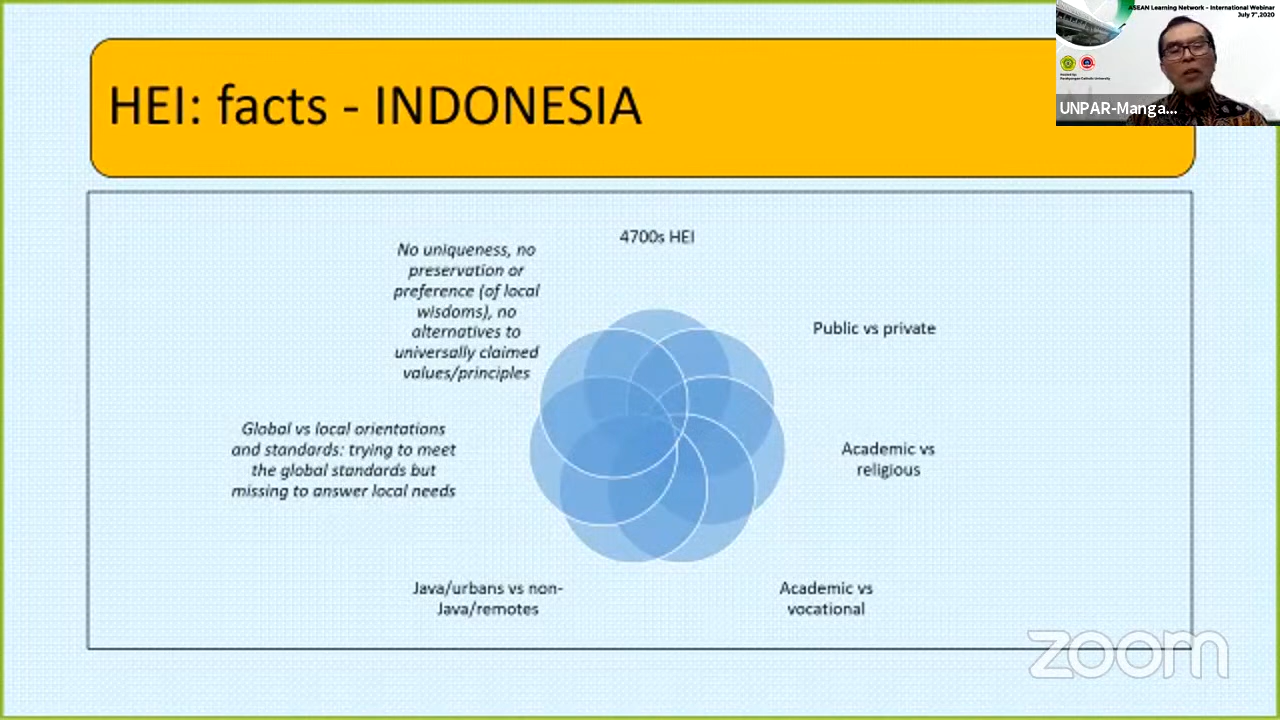 HEI: facts - INDONESIA
ASEAN Learning Network - International Webinar
July 7th, 2020
Hosted by:
Parahyangan Catholic University
UNPAR-Manga...
4700s HEI
Public vs private
Academic vs
religious
Academic vs
vocational
Java/urbans vs non-
Java/remotes
Global vs local orientations
and standards: trying to meet
the global standards but
missing to answer local needs
No uniqueness, no
preservation or
preference (of local
wisdoms), no
alternatives to
universally claimed
values/principles
zoom